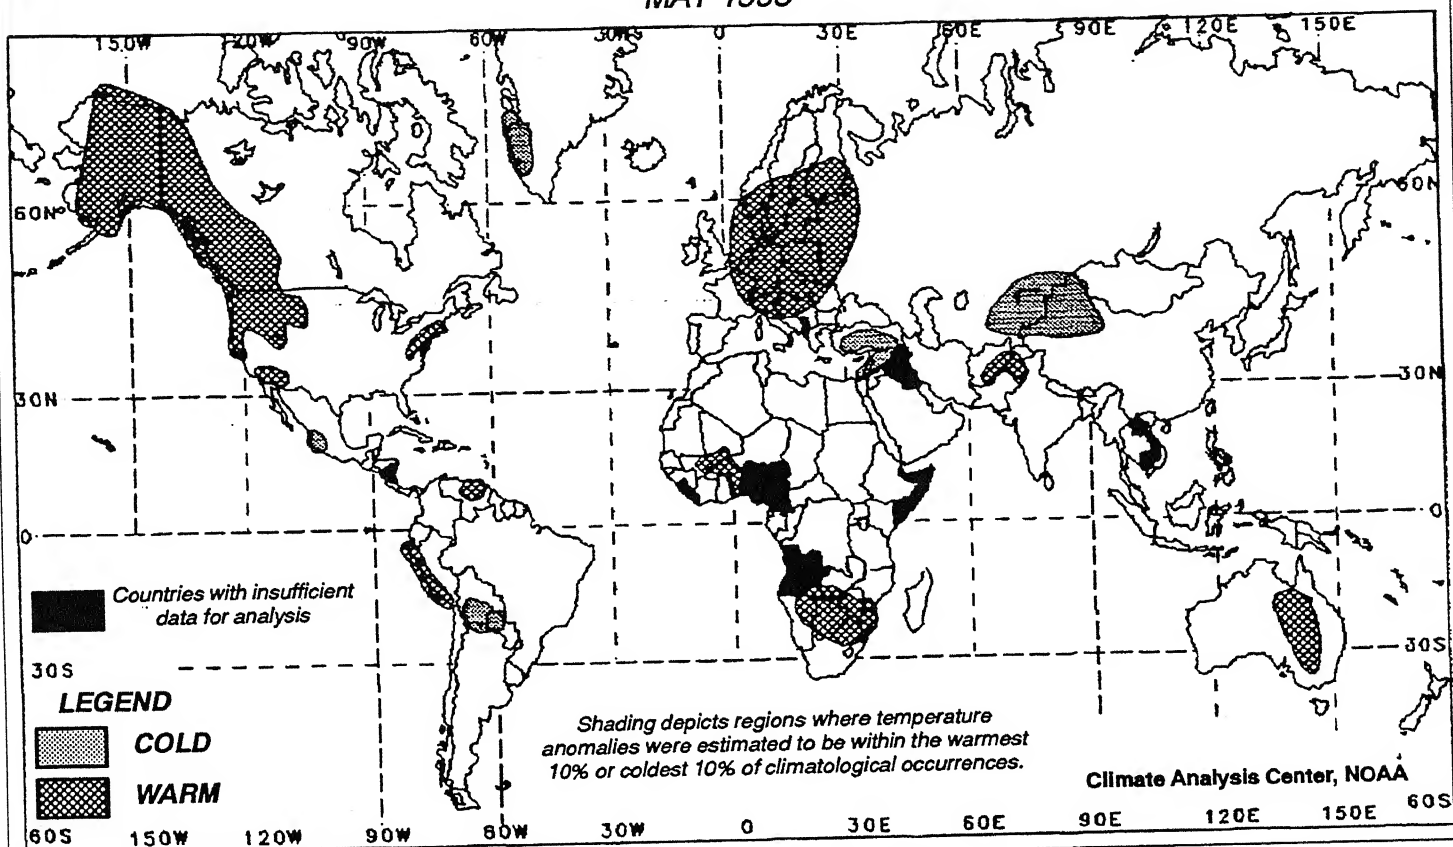 150W 120W 90W 60W 30W 0 30E 60E 90E 120E 150E
60N 60N
30N 30N
0 0
Countries with insufficient
data for analysis
30S 30S
LEGEND
COLD
WARM
Shading depicts regions where temperature
anomalies were estimated to be within the warmest
10% or coldest 10% of climatological occurrences.
Climate Analysis Center, NOAA
60S 150W 120W 90W 60W 30W 0 30E 60E 90E 120E 150E 60S